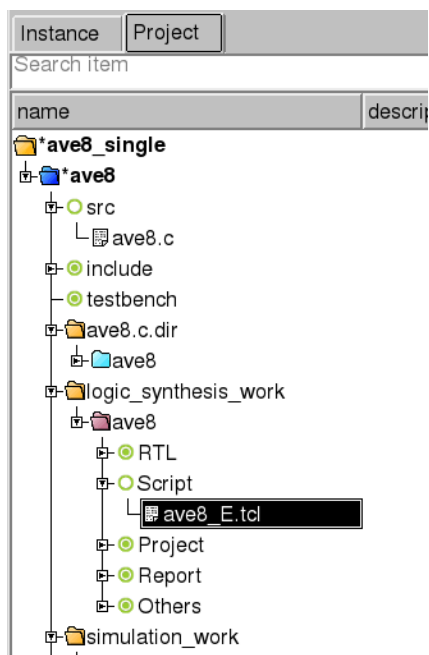 Instance Project
Search item
name descrip
*ave8_single
*ave8
src
ave8.c
include
testbench
ave8.c.dir
ave8
logic_synthesis_work
ave8
RTL
Script
ave8_E.tcl
Project
Report
Others
simulation_work